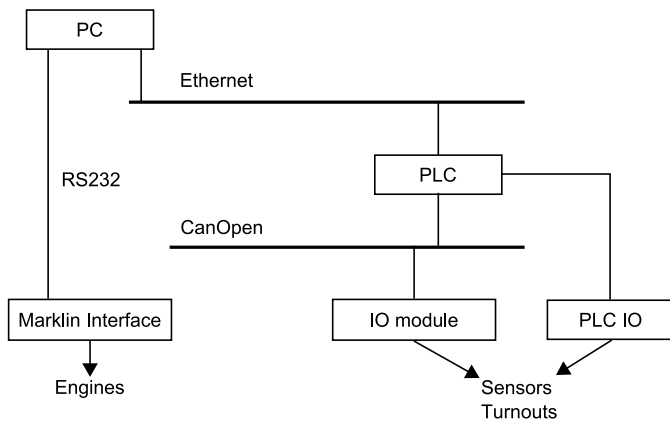 PC
Ethernet
RS232
PLC
CanOpen
Marklin Interface
IO module
PLC IO
Engines
Sensors
Turnouts